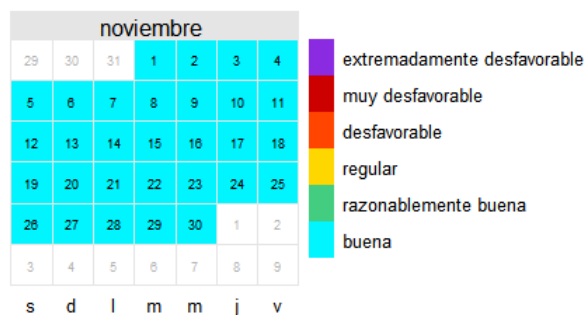 noviembre
29 30 31 1 2 3 4
5 6 7 8 9 10 11
12 13 14 15 16 17 18
19 20 21 22 23 24 25
26 27 28 29 30 1 2
3 4 5 6 7 8 9
s d l m m j v
extremadamente desfavorable
muy desfavorable
desfavorable
regular
razonablemente buena
buena